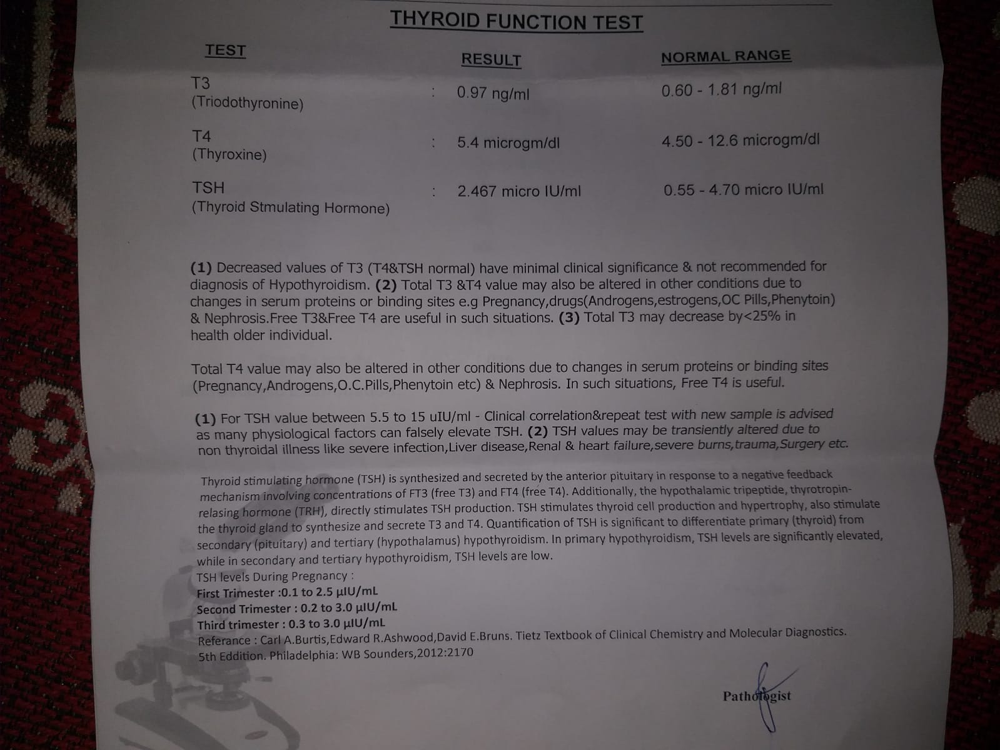 THYROID FUNCTION TEST
TEST RESULT NORMAL RANGE
T3 : 0.97 ng/ml 0.60 - 1.81 ng/ml
(Triodothyronine)
T4 : 5.4 microgm/dl 4.50 - 12.6 microgm/dl
(Thyroxine)
TSH : 2.467 micro IU/ml 0.55 - 4.70 micro IU/ml
(Thyroid Stmulating Hormone)
(1) Decreased values of T3 (T4&TSH normal) have minimal clinical significance & not recommended for
diagnosis of Hypothyroidism. (2) Total T3 &T4 value may also be altered in other conditions due to
changes in serum proteins or binding sites e.g Pregnancy,drugs(Androgens,estrogens,OC Pills,Phenytoin)
& Nephrosis.Free T3&Free T4 are useful in such situations. (3) Total T3 may decrease by<25% in
health older individual.
Total T4 value may also be altered in other conditions due to changes in serum proteins or binding sites
(Pregnancy,Androgens,O.C.Pills,Phenytoin etc) & Nephrosis. In such situations, Free T4 is useful.
(1) For TSH value between 5.5 to 15 uIU/ml - Clinical correlation&repeat test with new sample is advised
as many physiological factors can falsely elevate TSH. (2) TSH values may be transiently altered due to
non thyroidal illness like severe infection,Liver disease,Renal & heart failure,severe burns,trauma,Surgery etc.
Thyroid stimulating hormone (TSH) is synthesized and secreted by the anterior pituitary in response to a negative feedback
mechanism involving concentrations of FT3 (free T3) and FT4 (free T4). Additionally, the hypothalamic tripeptide, thyrotropin-
relasing hormone (TRH), directly stimulates TSH production. TSH stimulates thyroid cell production and hypertrophy, also stimulate
the thyroid gland to synthesize and secrete T3 and T4. Quantification of TSH is significant to differentiate primary (thyroid) from
secondary (pituitary) and tertiary (hypothalamus) hypothyroidism. In primary hypothyroidism, TSH levels are significantly elevated,
while in secondary and tertiary hypothyroidism, TSH levels are low.
TSH levels During Pregnancy :
First Trimester :0.1 to 2.5 µIU/mL
Second Trimester : 0.2 to 3.0 µIU/mL
Third trimester : 0.3 to 3.0 µIU/mL
Referance : Carl A.Burtis,Edward R.Ashwood,David E.Bruns. Tietz Textbook of Clinical Chemistry and Molecular Diagnostics.
5th Eddition. Philadelphia: WB Sounders,2012:2170
Pathologist